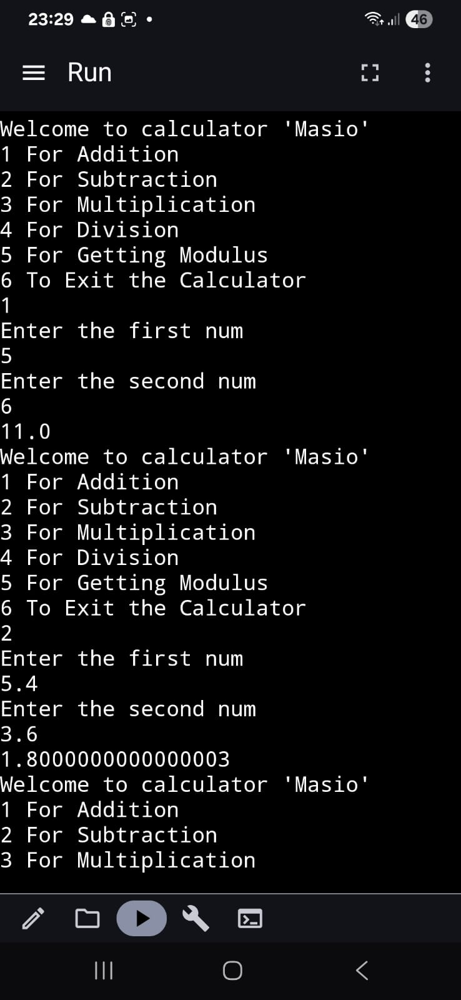 23:29
46
Run
Welcome to calculator 'Masio'
1 For Addition
2 For Subtraction
3 For Multiplication
4 For Division
5 For Getting Modulus
6 To Exit the Calculator
1
Enter the first num
5
Enter the second num
6
11.0
Welcome to calculator 'Masio'
1 For Addition
2 For Subtraction
3 For Multiplication
4 For Division
5 For Getting Modulus
6 To Exit the Calculator
2
Enter the first num
5.4
Enter the second num
3.6
1.8000000000000003
Welcome to calculator 'Masio'
1 For Addition
2 For Subtraction
3 For Multiplication